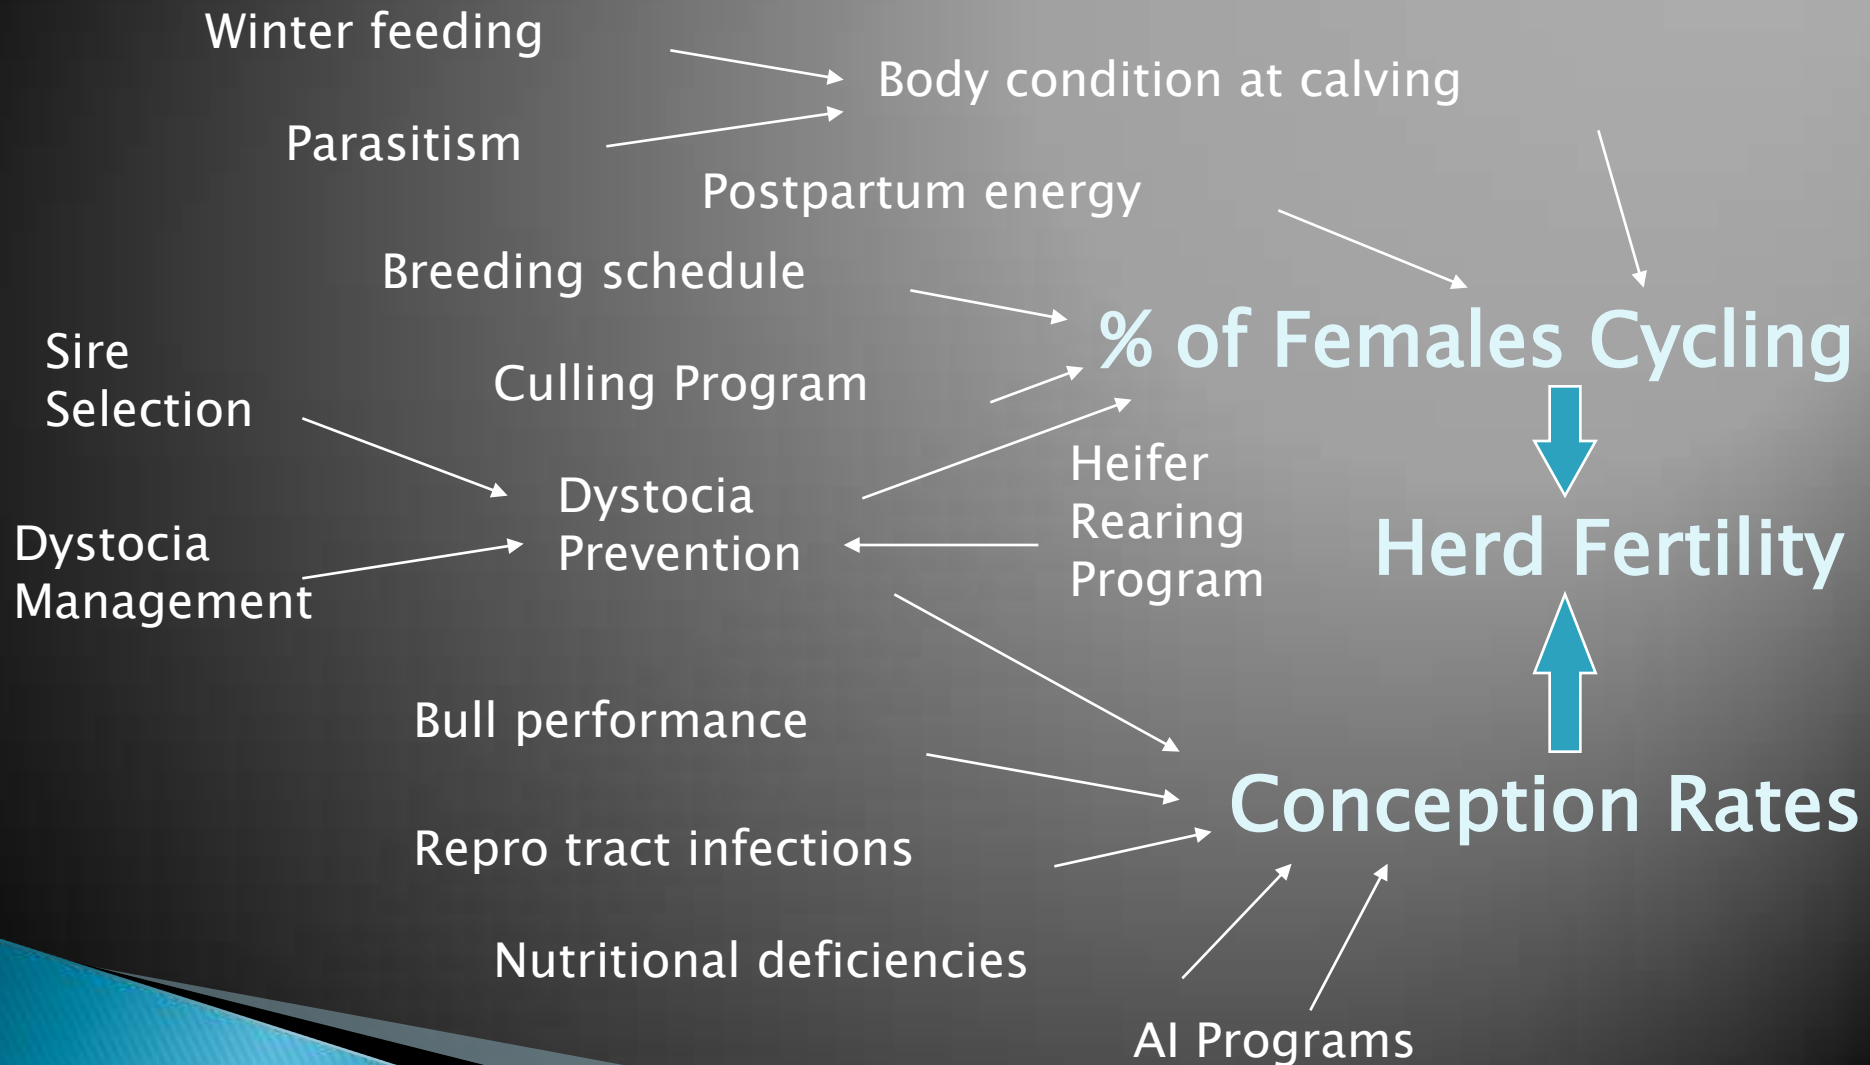 Winter feeding
Body condition at calving
Parasitism
Postpartum energy
Breeding schedule
% of Females Cycling
Sire
Selection
Culling Program
Heifer
Rearing
Program
Dystocia
Prevention
Herd Fertility
Dystocia
Management
Bull performance
Conception Rates
Repro tract infections
Nutritional deficiencies
AI Programs